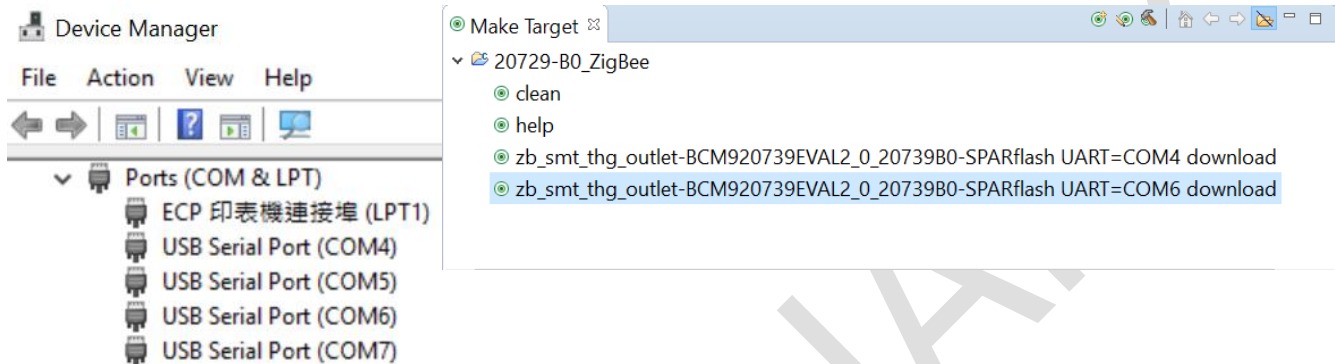 Device Manager
File Action View Help
Ports (COM & LPT)
ECP 印表機連接埠 (LPT1)
USB Serial Port (COM4)
USB Serial Port (COM5)
USB Serial Port (COM6)
USB Serial Port (COM7)
Make Target
20729-B0_ZigBee
clean
help
zb_smt_thg_outlet-BCM920739EVAL2_0_20739B0-SPARflash UART=COM4 download
zb_smt_thg_outlet-BCM920739EVAL2_0_20739B0-SPARflash UART=COM6 download